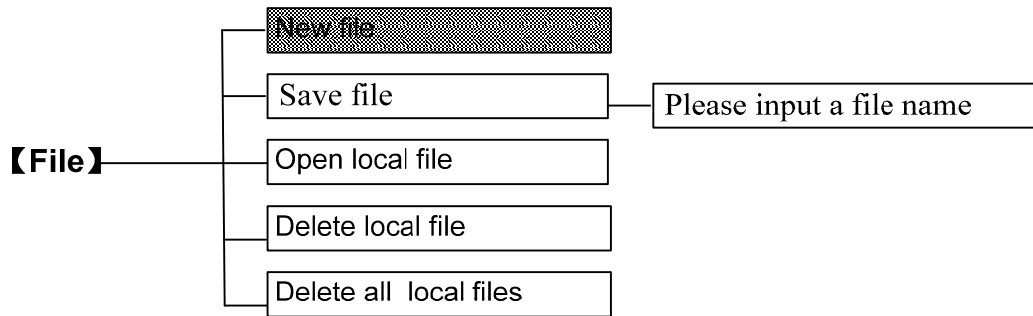 New file
Save file
Please input a file name
【File】
Open local file
Delete local file
Delete all local files